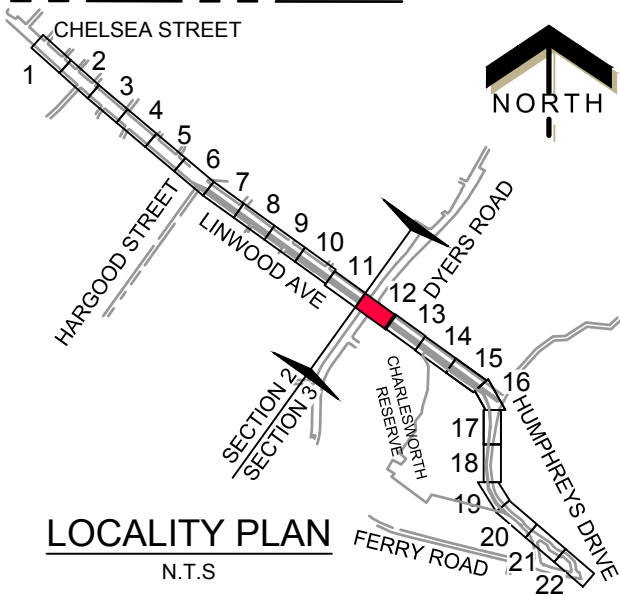 CHELSEA STREET
1
2
3
4
5
6
7
8
9
10
11
12
13
14
15
16
17
18
19
20
21
22
NORTH
HARGOOD STREET
LINWOOD AVE
DYERS ROAD
SECTION 2
SECTION 3
CHARLESWORTH
RESERVE
HUMPHREYS DRIVE
FERRY ROAD
LOCALITY PLAN
N.T.S